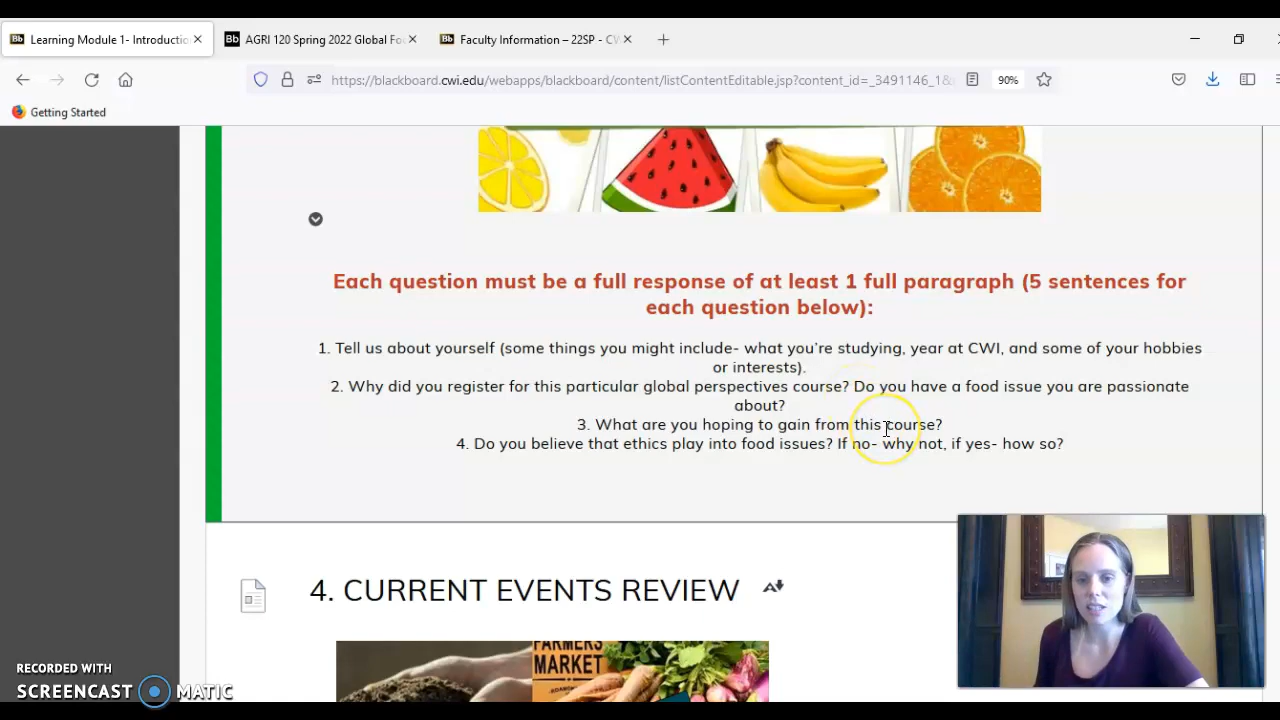 Learning Module 1- Introductio
AGRI 120 Spring 2022 Global Fo
Faculty Information – 22SP - CW
https://blackboard.cwi.edu/webapps/blackboard/content/listContentEditable.jsp?content_id=_3491146_1&
90%
Getting Started
Each question must be a full response of at least 1 full paragraph (5 sentences for
each question below):
1. Tell us about yourself (some things you might include- what you're studying, year at CWI, and some of your hobbies
or interests).
2. Why did you register for this particular global perspectives course? Do you have a food issue you are passionate
about?
3. What are you hoping to gain from this course?
4. Do you believe that ethics play into food issues? If no- why not, if yes- how so?
4. CURRENT EVENTS REVIEW
FARMERS
MARKET
RECORDED WITH
SCREENCAST MATIC